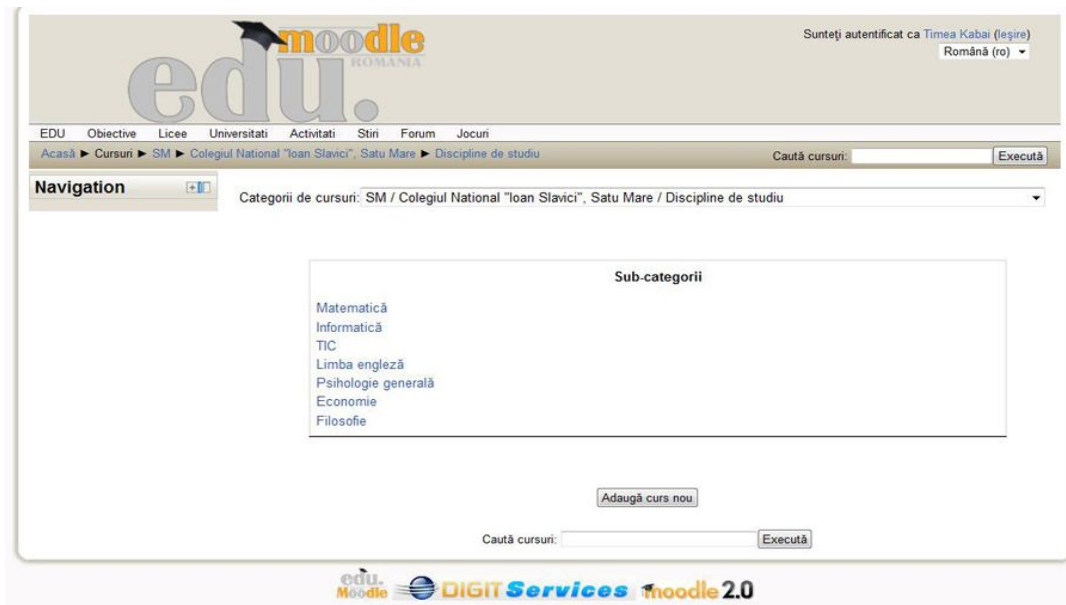 moodle
ROMANIA
edu.
Sunteţi autentificat ca Timea Kabai (Ieşire)
Română (ro)
EDU Obiective Licee Universitati Activitati Stiri Forum Jocuri
Acasă ► Cursuri ► SM ► Colegiul National "Ioan Slavici", Satu Mare ► Discipline de studiu
Caută cursuri: Execută
Navigation
Categorii de cursuri: SM / Colegiul National "Ioan Slavici", Satu Mare / Discipline de studiu
Sub-categorii
Matematică
Informatică
TIC
Limba engleză
Psihologie generală
Economie
Filosofie
Adaugă curs nou
Caută cursuri: Execută
edu.
Moodle DIGIT Services moodle 2.0